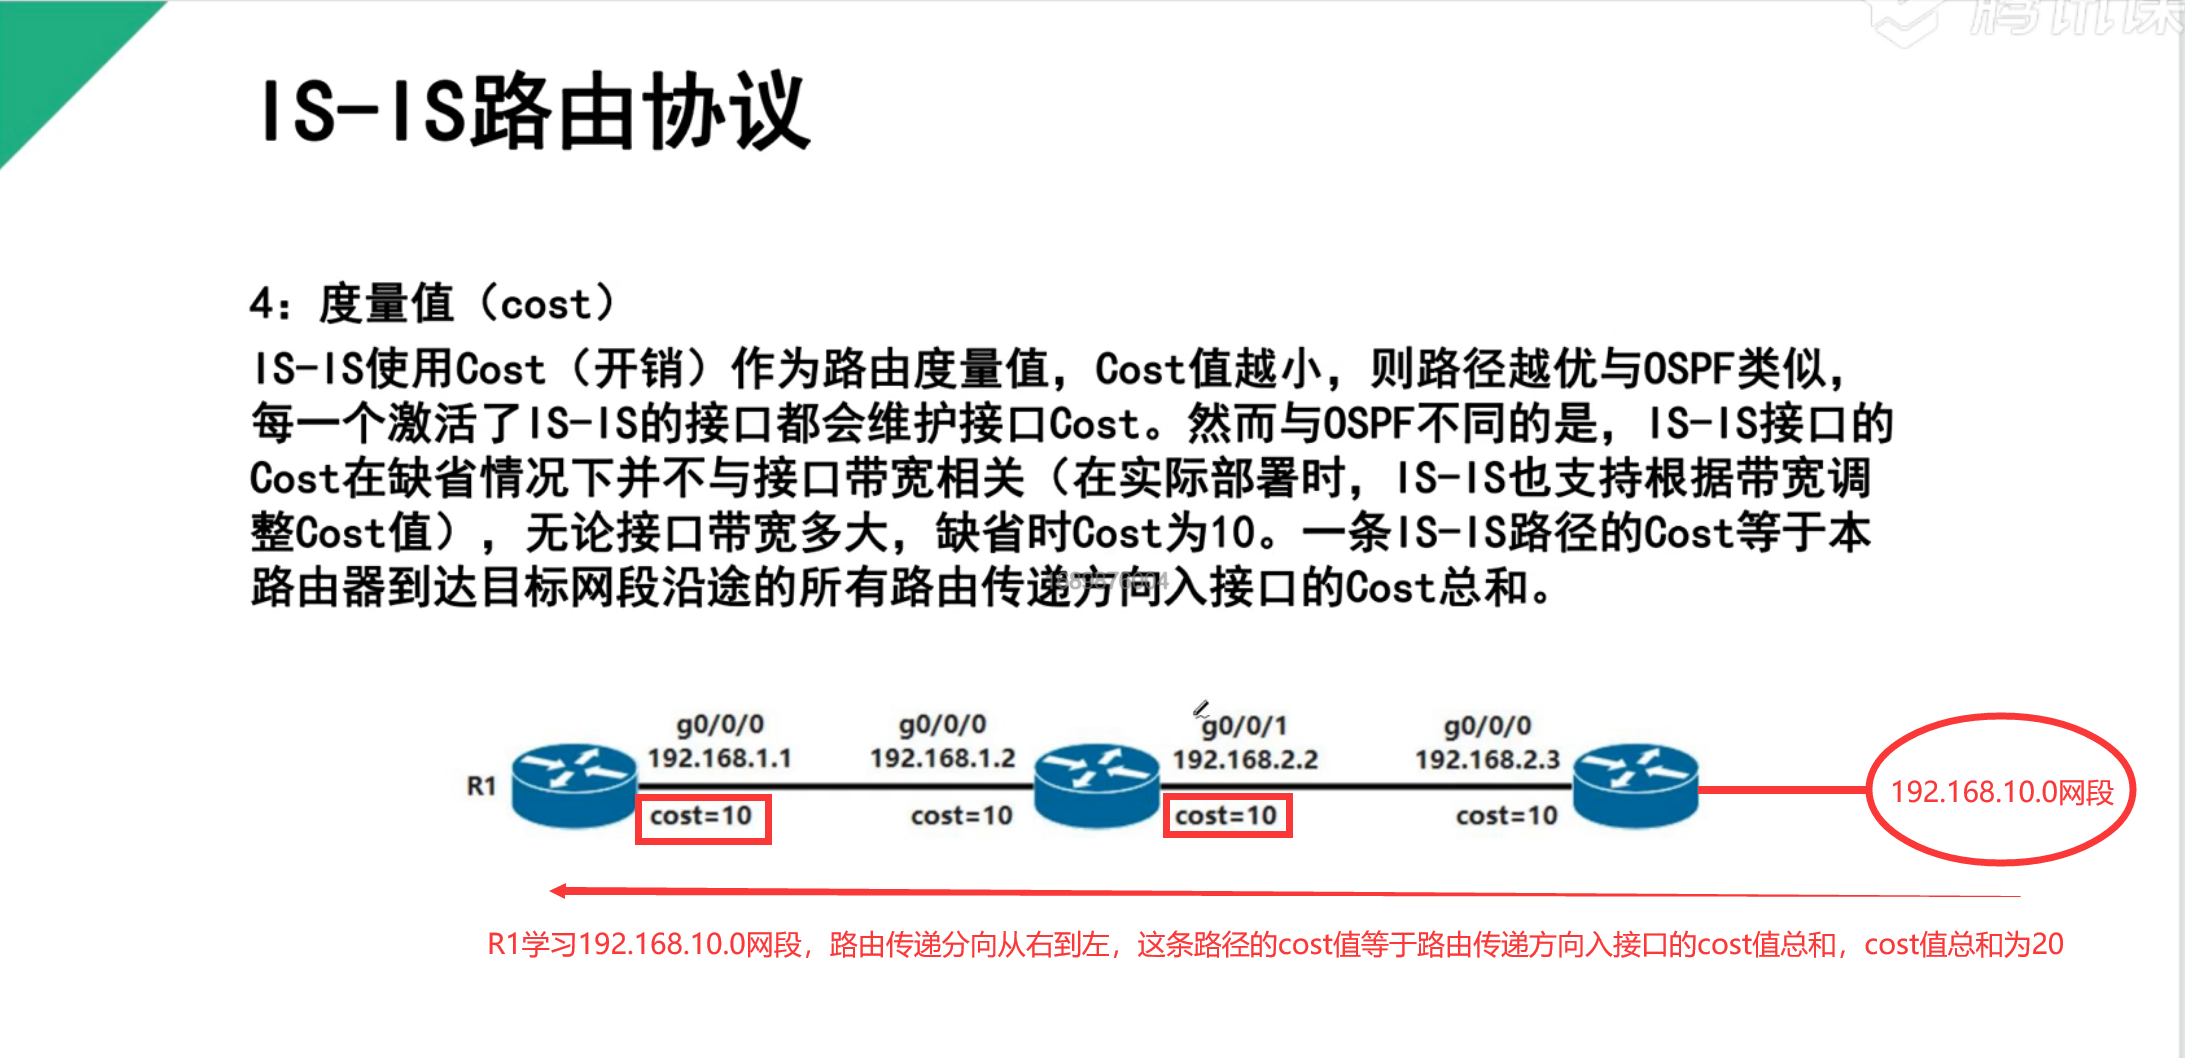 腾讯课
IS-IS路由协议
4：度量值（cost）
IS-IS使用Cost（开销）作为路由度量值，Cost值越小，则路径越优与OSPF类似，
每一个激活了IS-IS的接口都会维护接口Cost。然而与OSPF不同的是，IS-IS接口的
Cost在缺省情况下并不与接口带宽相关（在实际部署时，IS-IS也支持根据带宽调
整Cost值），无论接口带宽多大，缺省时Cost为10。一条IS-IS路径的Cost等于本
路由器到达目标网段沿途的所有路由传递方向入接口的Cost总和。
g0/0/0 g0/0/0 g0/0/1 g0/0/0
192.168.1.1 192.168.1.2 192.168.2.2 192.168.2.3
R1 192.168.10.0网段
cost=10 cost=10 cost=10 cost=10
R1学习192.168.10.0网段，路由传递分向从右到左，这条路径的cost值等于路由传递方向入接口的cost值总和，cost值总和为20